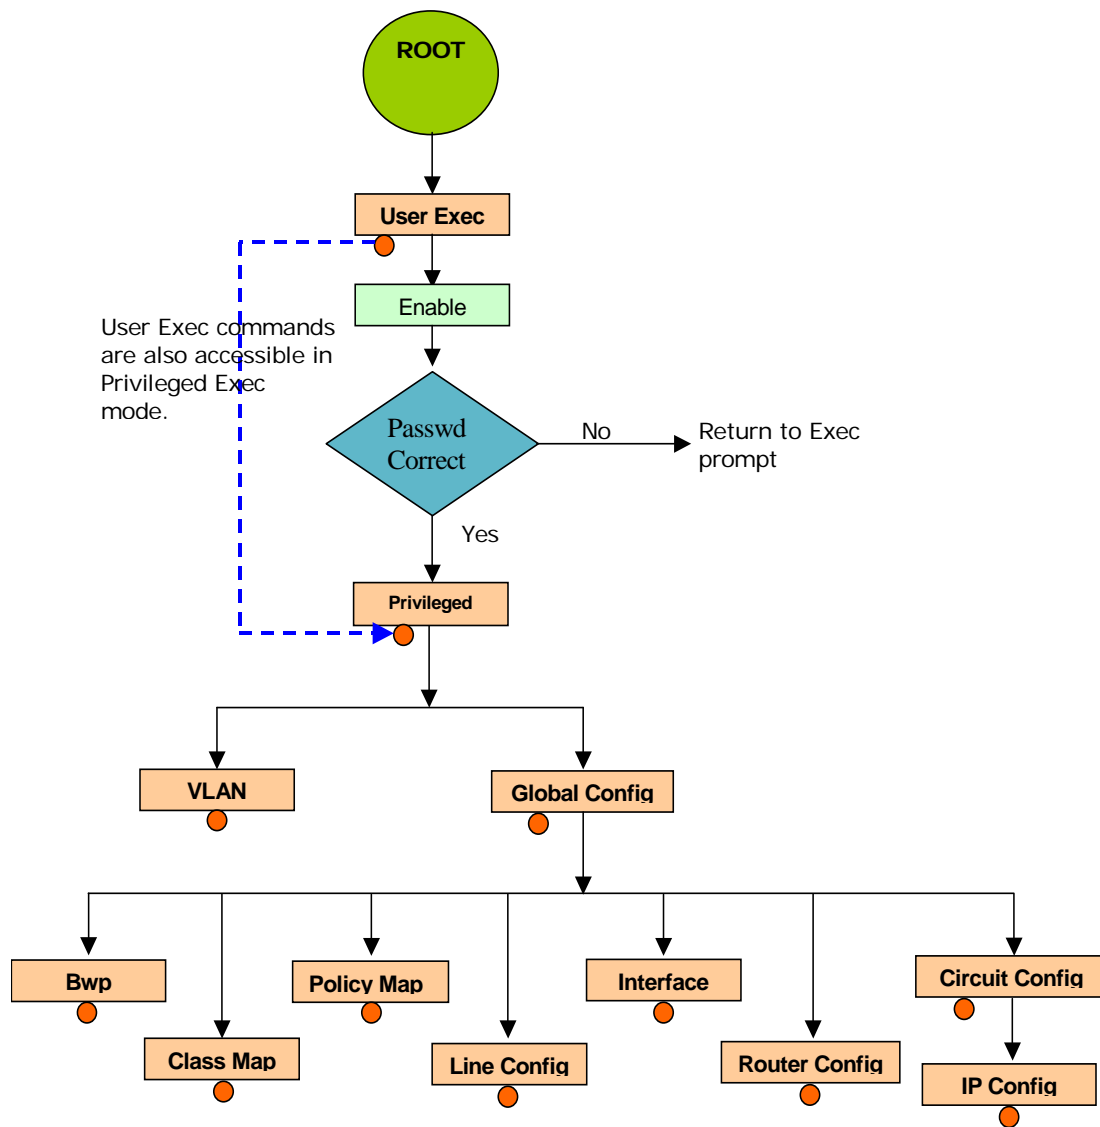 ROOT
User Exec
Enable
User Exec commands
are also accessible in
Privileged Exec
mode.
Passwd
Correct
No
Return to Exec
prompt
Yes
Privileged
VLAN
Global Config
Bwp
Policy Map
Interface
Circuit Config
Class Map
Line Config
Router Config
IP Config